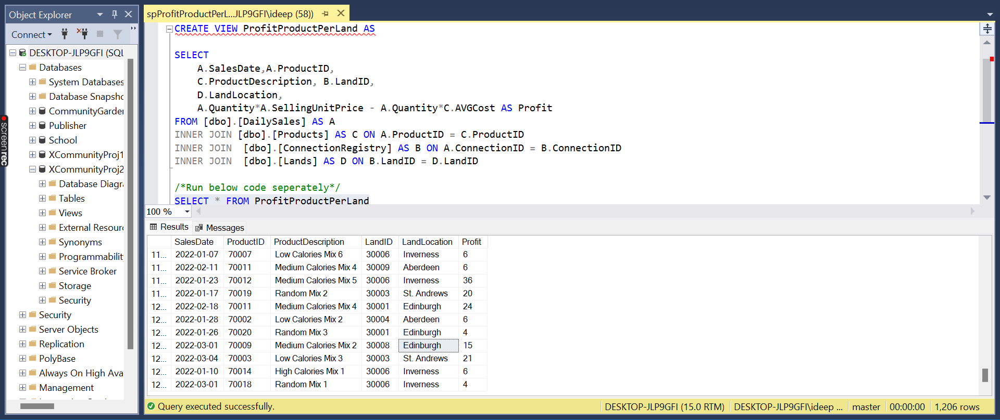 Object Explorer
Connect
DESKTOP-JLP9GFI (SQL
Databases
System Databases
Database Snapsho
CommunityGarden
Publisher
School
XCommunityProj1
XCommunityProj2
Database Diagra
Tables
Views
External Resourc
Synonyms
Programmabilit
Service Broker
Storage
Security
Security
Server Objects
Replication
PolyBase
Always On High Ava
Management
screenrec
spProfitProductPerL...JLP9GFI\ideep (58))
CREATE VIEW ProfitProductPerLand AS
SELECT
A.SalesDate,A.ProductID,
C.ProductDescription, B.LandID,
D.LandLocation,
A.Quantity*A.SellingUnitPrice - A.Quantity*C.AVGCost AS Profit
FROM [dbo].[DailySales] AS A
INNER JOIN [dbo].[Products] AS C ON A.ProductID = C.ProductID
INNER JOIN  [dbo].[ConnectionRegistry] AS B ON A.ConnectionID = B.ConnectionID
INNER JOIN  [dbo].[Lands] AS D ON B.LandID = D.LandID
/*Run below code seperately*/
SELECT * FROM ProfitProductPerLand
100 %
Results Messages
SalesDate ProductID ProductDescription LandID LandLocation Profit
11... 2022-01-07 70007 Low Calories Mix 6 30006 Inverness 6
11... 2022-02-11 70011 Medium Calories Mix 4 30009 Aberdeen 6
11... 2022-01-23 70012 Medium Calories Mix 5 30006 Inverness 36
11... 2022-01-17 70019 Random Mix 2 30003 St. Andrews 20
12... 2022-02-18 70011 Medium Calories Mix 4 30001 Edinburgh 24
12... 2022-01-28 70002 Low Calories Mix 2 30004 Aberdeen 6
12... 2022-01-26 70020 Random Mix 3 30001 Edinburgh 4
12... 2022-03-01 70009 Medium Calories Mix 2 30008 Edinburgh 15
12... 2022-03-04 70003 Low Calories Mix 3 30003 St. Andrews 21
12... 2022-01-10 70014 High Calories Mix 1 30006 Inverness 6
12... 2022-03-01 70018 Random Mix 1 30006 Inverness 4
Query executed successfully. DESKTOP-JLP9GFI (15.0 RTM) DESKTOP-JLP9GFI\ideep ... master 00:00:00 1,206 rows